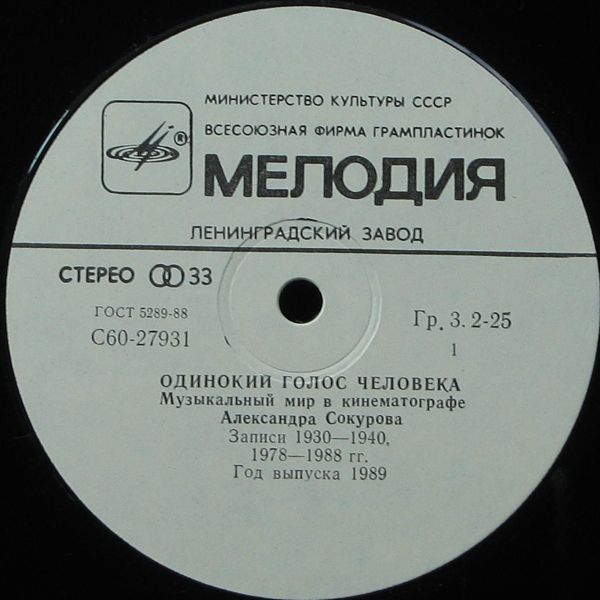 МИНИСТЕРСТВО КУЛЬТУРЫ СССР
ВСЕСОЮЗНАЯ ФИРМА ГРАМПЛАСТИНОК
®
МЕЛОДИЯ
ЛЕНИНГРАДСКИЙ ЗАВОД
СТЕРЕО 33
ГОСТ 5289-88
С60-27931
Гр. 3. 2-25
1
ОДИНОКИЙ ГОЛОС ЧЕЛОВЕКА
Музыкальный мир в кинематографе
Александра Сокурова
Записи 1930—1940,
1978—1988 гг.
Год выпуска 1989